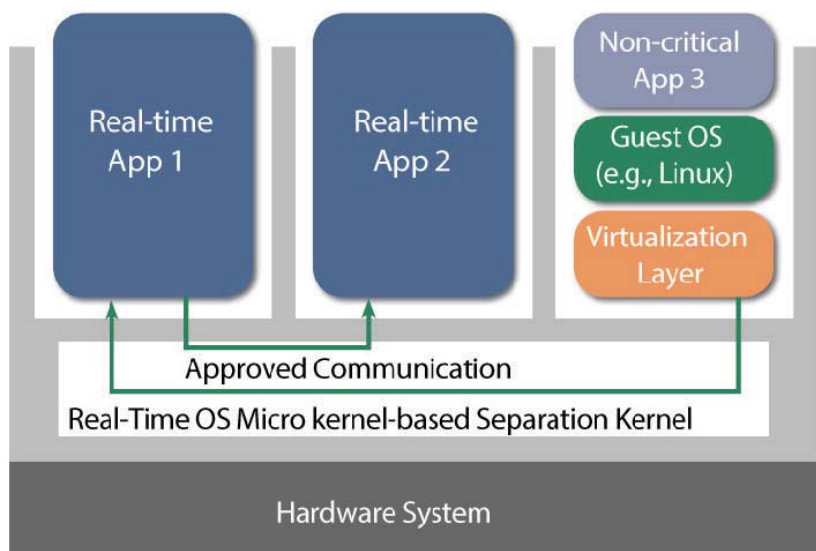 Real-time
App 1
Real-time
App 2
Non-critical
App 3
Guest OS
(e.g., Linux)
Virtualization
Layer
Approved Communication
Real-Time OS Micro kernel-based Separation Kernel
Hardware System